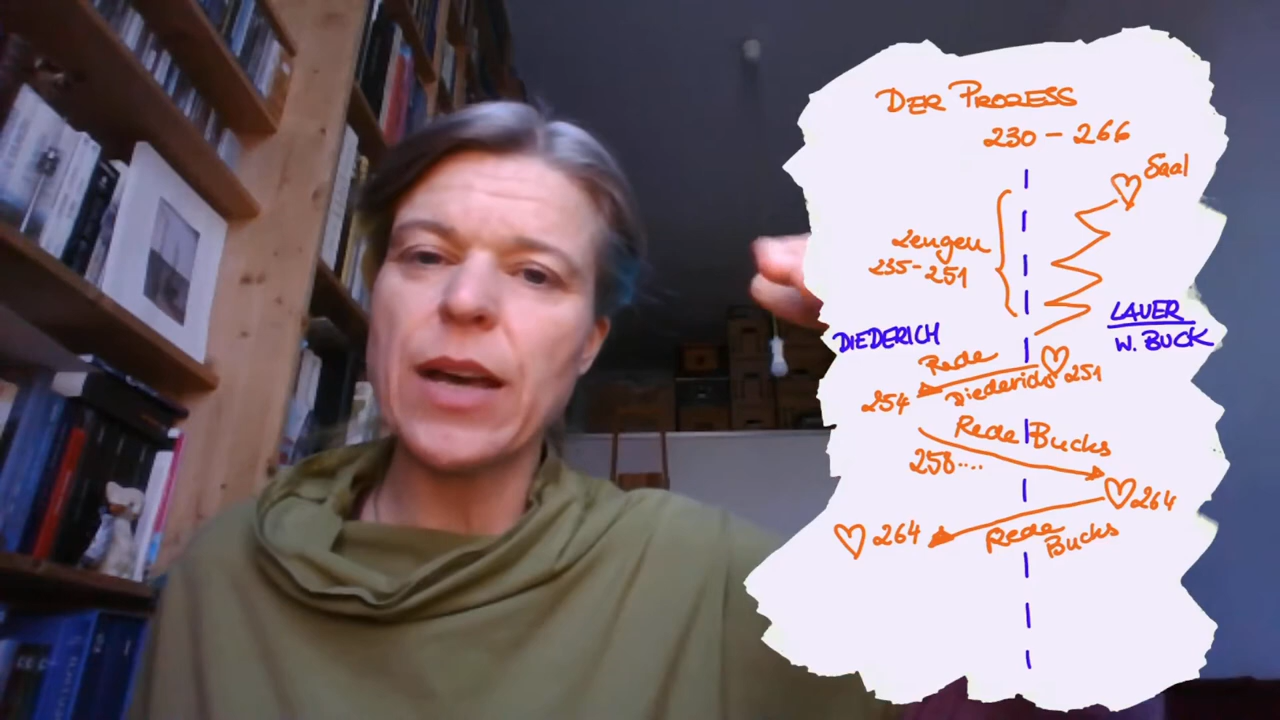 DER PROZESS
230 – 266
Saal
Zeugen
235 – 251
LAUER
W. BUCK
DIEDERICH
Rede
Diederichs
251
254
Rede Bucks
258....
264
264
Rede
Bucks